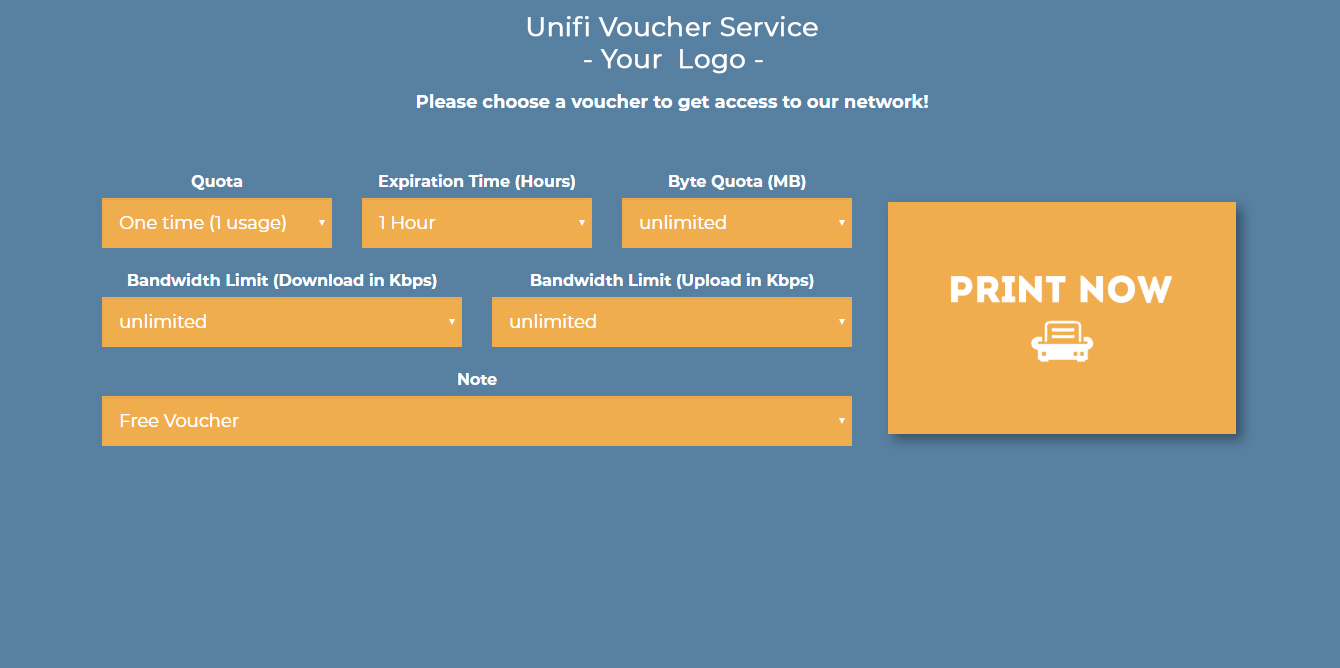 Unifi Voucher Service
- Your Logo -
Please choose a voucher to get access to our network!
Quota
Expiration Time (Hours)
Byte Quota (MB)
One time (1 usage)
1 Hour
unlimited
PRINT NOW
Bandwidth Limit (Download in Kbps)
Bandwidth Limit (Upload in Kbps)
unlimited
unlimited
Note
Free Voucher